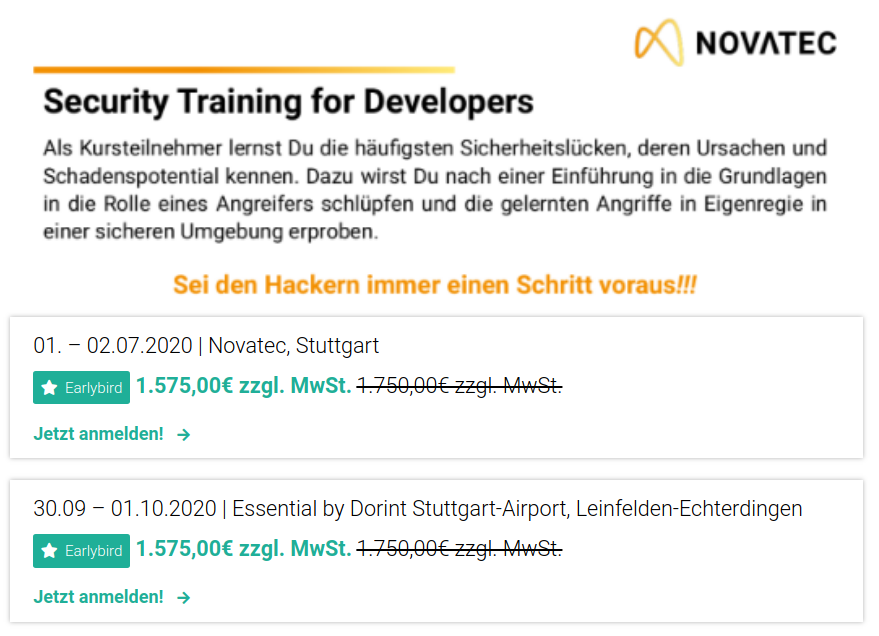 NOVATEC
Security Training for Developers
Als Kursteilnehmer lernst Du die häufigsten Sicherheitslücken, deren Ursachen und
Schadenspotential kennen. Dazu wirst Du nach einer Einführung in die Grundlagen
in die Rolle eines Angreifers schlüpfen und die gelernten Angriffe in Eigenregie in
einer sicheren Umgebung erproben.
Sei den Hackern immer einen Schritt voraus!!!
01. – 02.07.2020 | Novatec, Stuttgart
Earlybird 1.575,00€ zzgl. MwSt. 1.750,00€ zzgl. MwSt.
Jetzt anmelden! →
30.09 – 01.10.2020 | Essential by Dorint Stuttgart-Airport, Leinfelden-Echterdingen
Earlybird 1.575,00€ zzgl. MwSt. 1.750,00€ zzgl. MwSt.
Jetzt anmelden! →